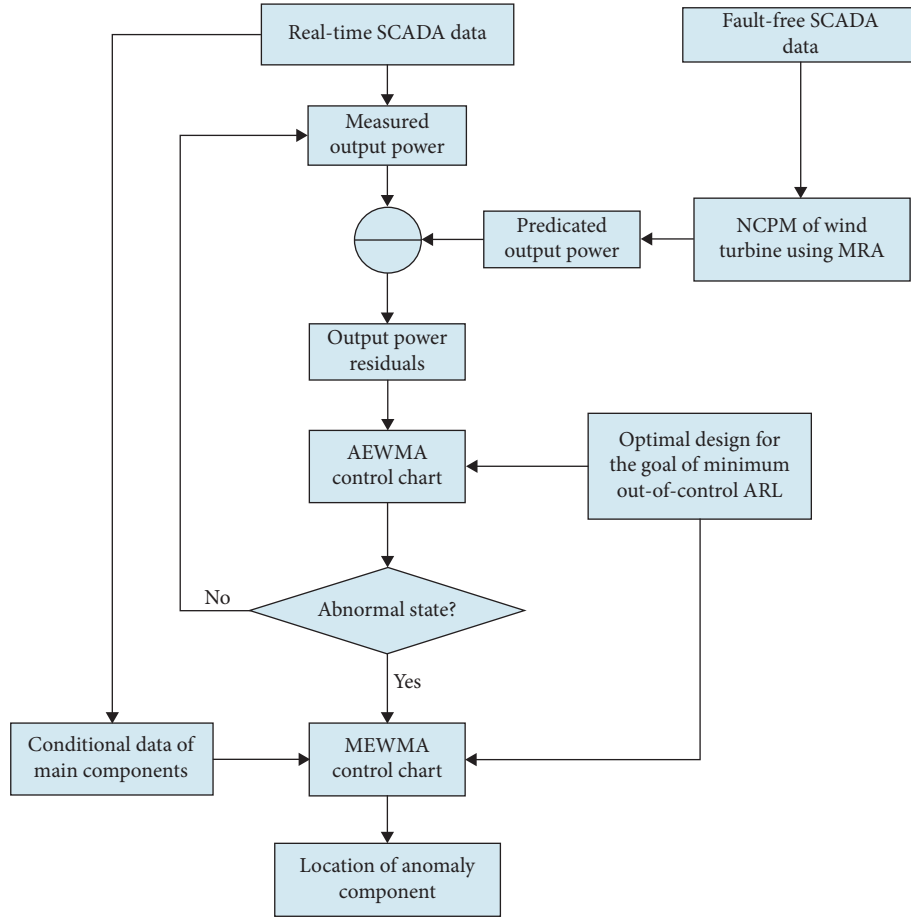 Real-time SCADA data
Fault-free SCADA
data
Measured
output power
Predicated
output power
NCPM of wind
turbine using MRA
Output power
residuals
AEWMA
control chart
Optimal design for
the goal of minimum
out-of-control ARL
No
Abnormal state?
Yes
Conditional data of
main components
MEWMA
control chart
Location of anomaly
component